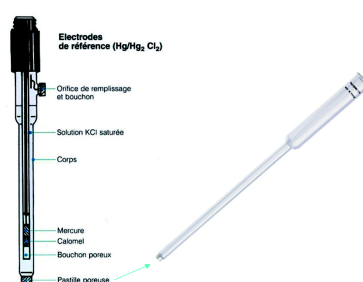 Electrodes
de référence (Hg/Hg₂ Cl₂)
Orifice de remplissage
et bouchon
Solution KCl saturée
Corps
Mercure
Calomel
Bouchon poreux
Pastille poreuse